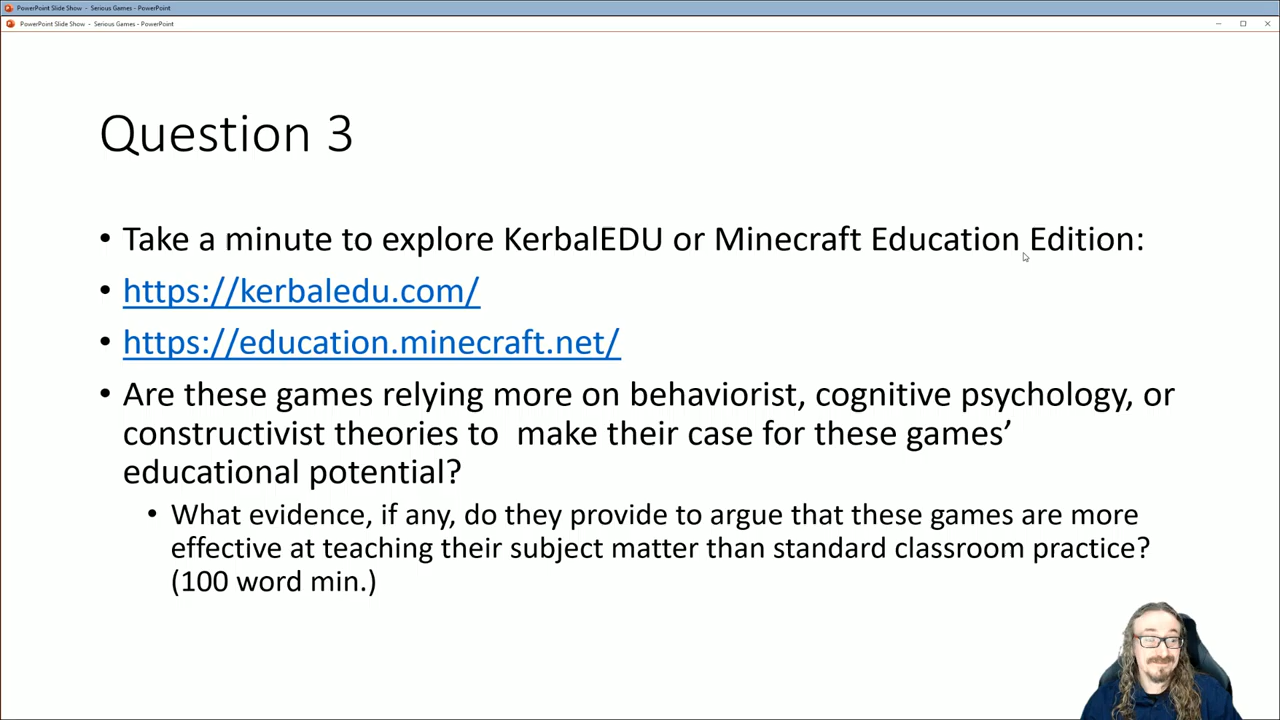 PowerPoint Slide Show - Serious Games - PowerPoint
PowerPoint Slide Show - Serious Games - PowerPoint
Question 3
• Take a minute to explore KerbalEDU or Minecraft Education Edition:
• https://kerbaledu.com/
• https://education.minecraft.net/
• Are these games relying more on behaviorist, cognitive psychology, or
constructivist theories to  make their case for these games’
educational potential?
• What evidence, if any, do they provide to argue that these games are more
effective at teaching their subject matter than standard classroom practice?
(100 word min.)